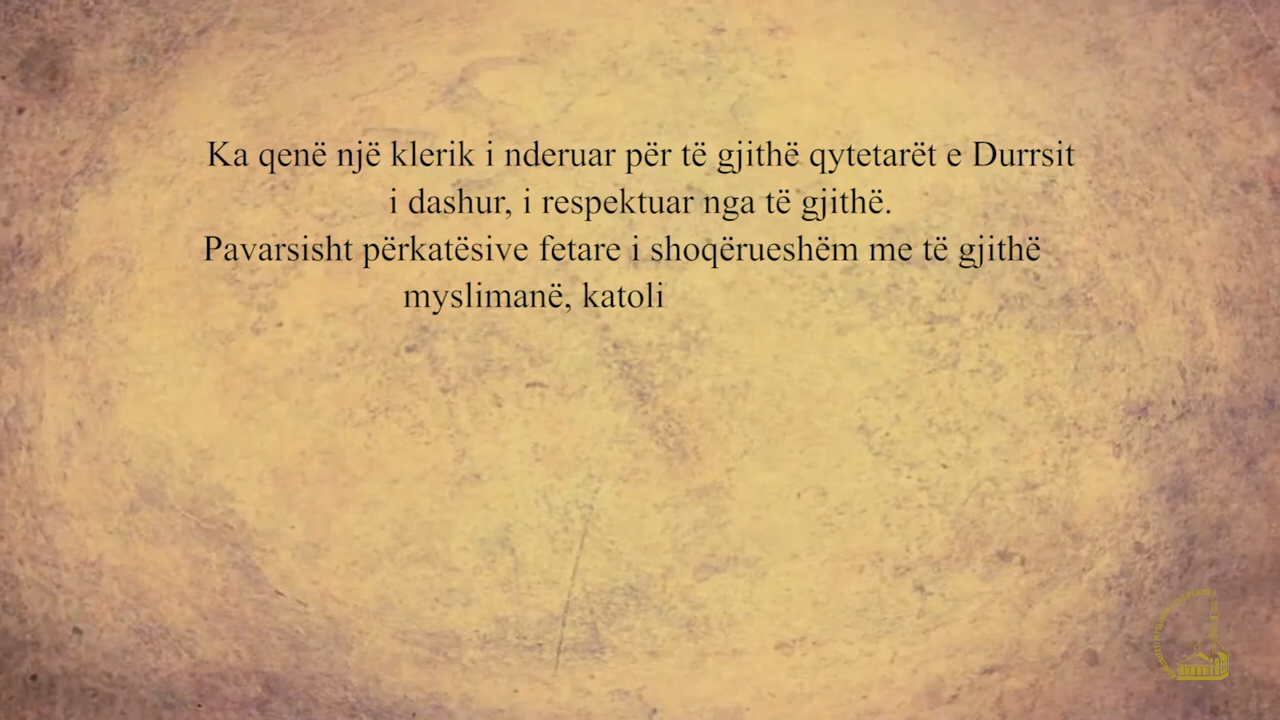 Ka qenë një klerik i nderuar për të gjithë qytetarët e Durrsit
i dashur, i respektuar nga të gjithë.
Pavarsisht përkatësive fetare i shoqërueshëm me të gjithë
myslimanë, katoli